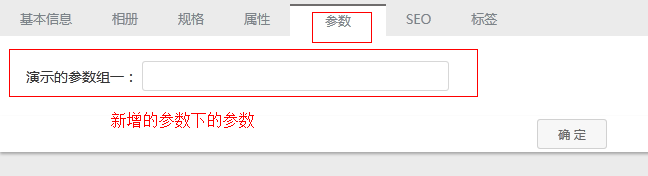 基本信息 相册 规格 属性 参数 SEO 标签
演示的参数组一：
新增的参数下的参数
确 定